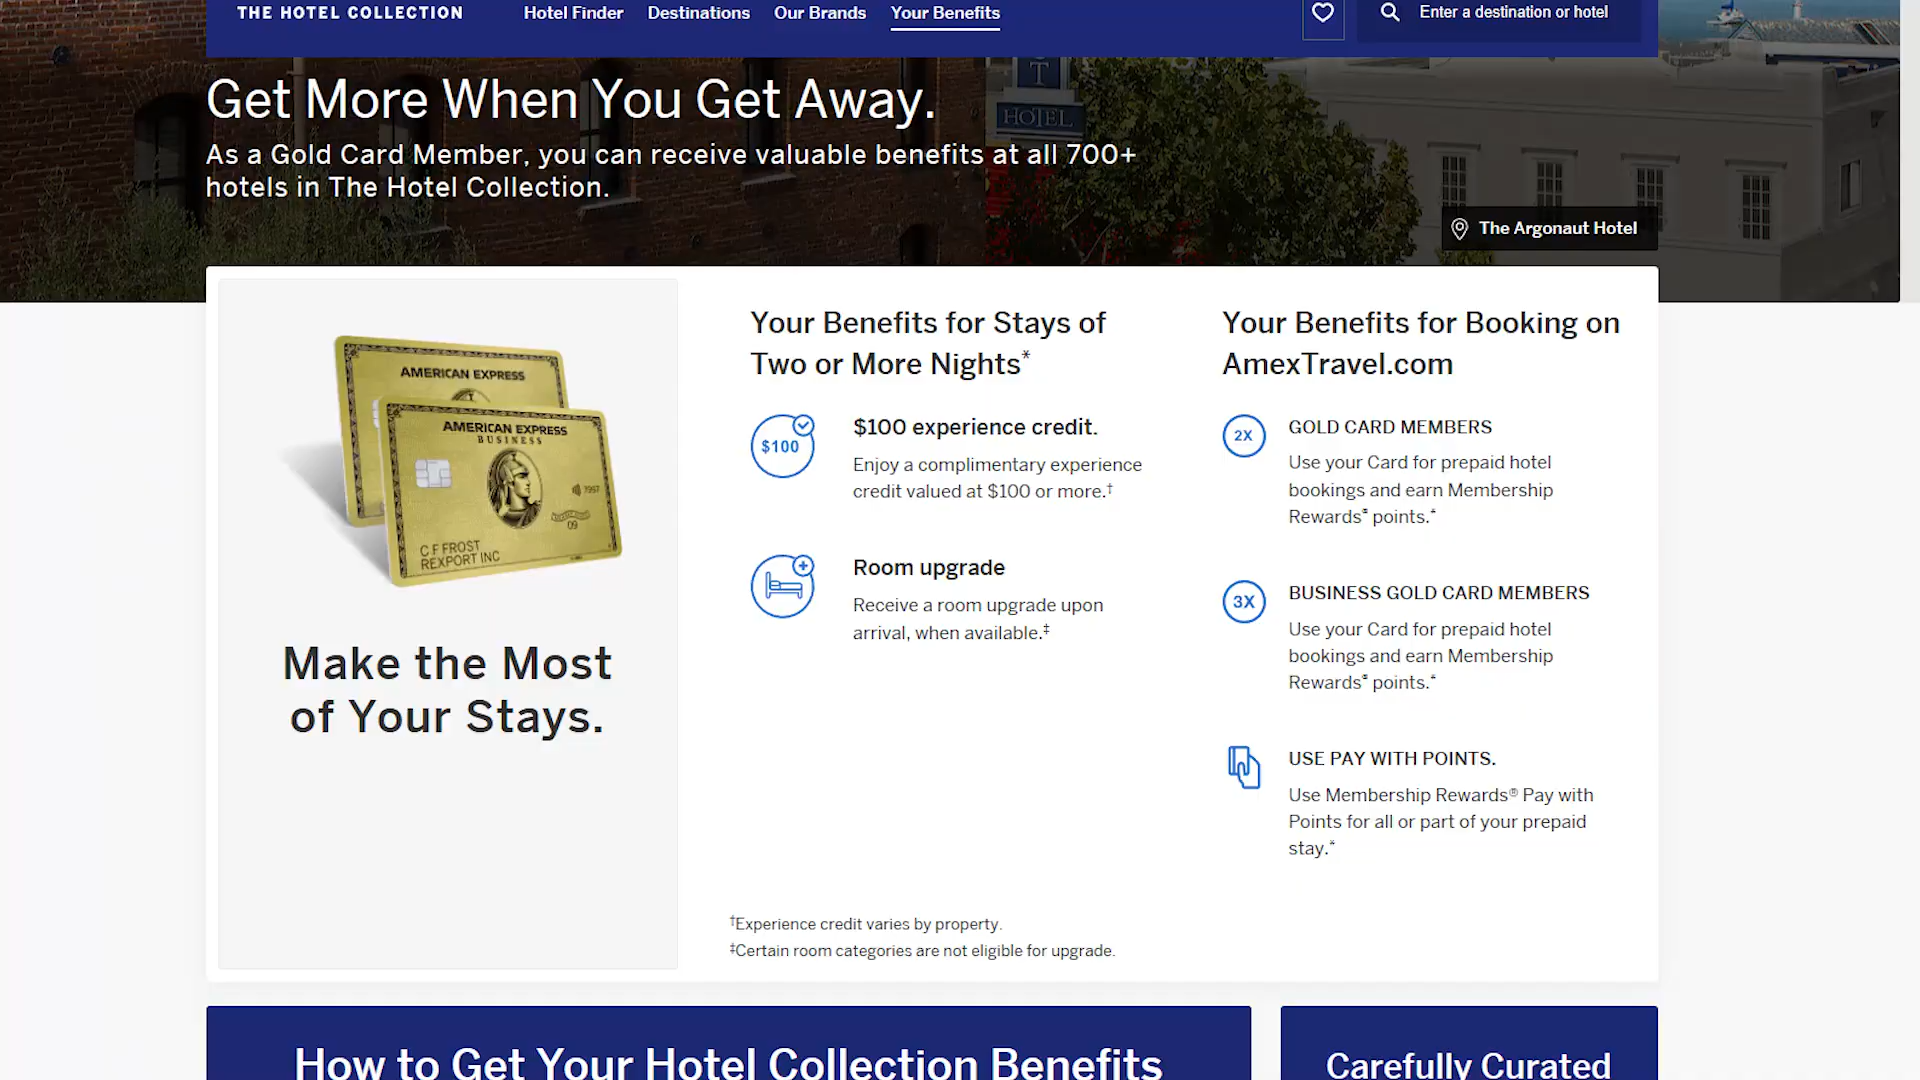 THE HOTEL COLLECTION
Hotel Finder
Destinations
Our Brands
Your Benefits
Enter a destination or hotel
Get More When You Get Away.
As a Gold Card Member, you can receive valuable benefits at all 700+
hotels in The Hotel Collection.
T
HOTEL
The Argonaut Hotel
AMERICAN EXPRESS
AMERICAN EXPRESS
BUSINESS
7997
09
C F FROST
REXPORT INC
Make the Most
of Your Stays.
Your Benefits for Stays of
Two or More Nights*
$100
$100 experience credit.
Enjoy a complimentary experience
credit valued at $100 or more.†
Room upgrade
Receive a room upgrade upon
arrival, when available.‡
Your Benefits for Booking on
AmexTravel.com
2X
GOLD CARD MEMBERS
Use your Card for prepaid hotel
bookings and earn Membership
Rewards® points.*
3X
BUSINESS GOLD CARD MEMBERS
Use your Card for prepaid hotel
bookings and earn Membership
Rewards® points.*
USE PAY WITH POINTS.
Use Membership Rewards® Pay with
Points for all or part of your prepaid
stay.*
†Experience credit varies by property.
‡Certain room categories are not eligible for upgrade.
How to Get Your Hotel Collection Benefits
Carefully Curated